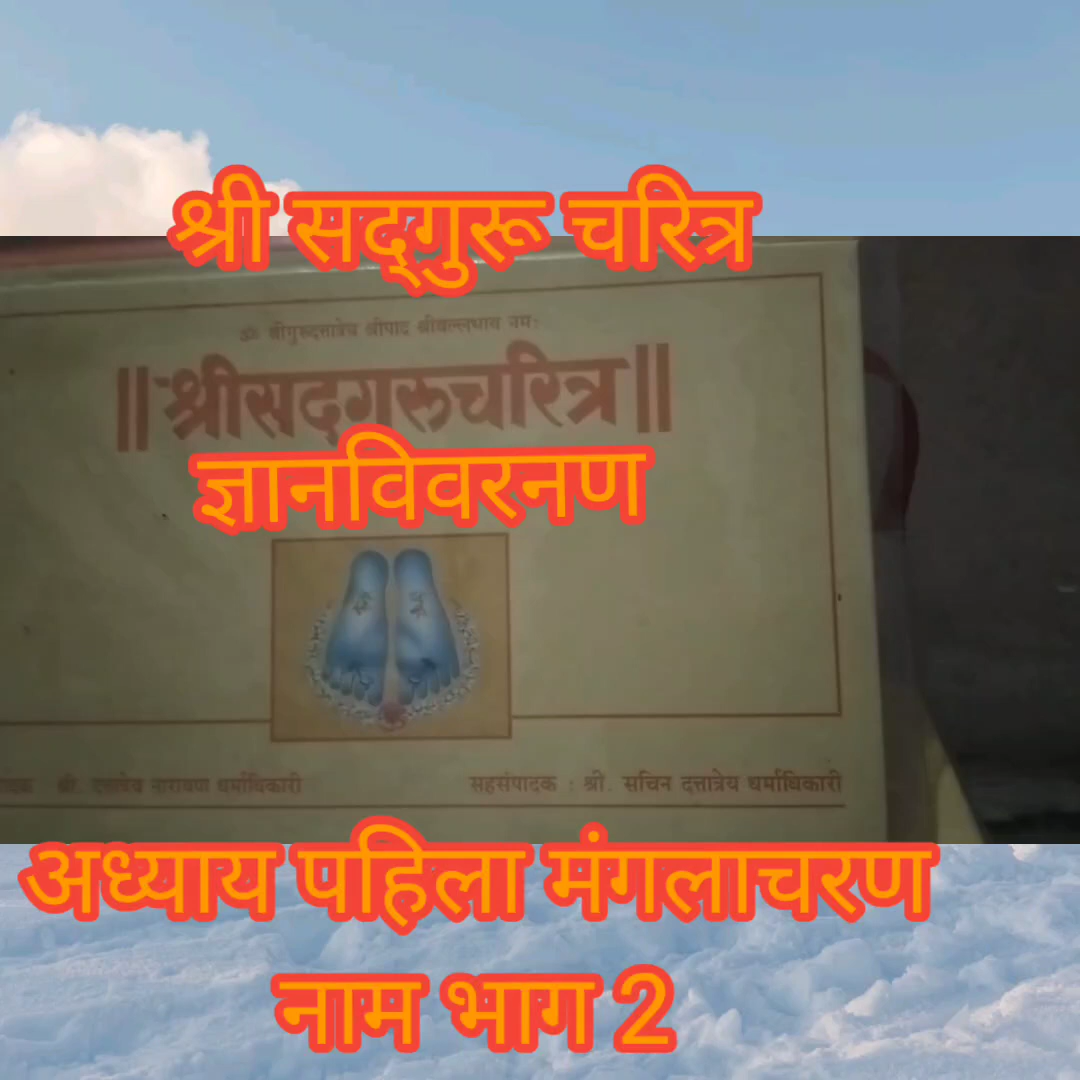 श्री सद्गुरू चरित्र
ॐ श्रीगुरुदत्तात्रेय श्रीपाद श्रीवल्लभाय नमः
॥श्रीसदगुरुचरित्र॥
ज्ञानविवरनण
श्री. दत्तात्रेय नारायण धर्माधिकारी
सहसंपादक : श्री. सचिन दत्तात्रेय धर्माधिकारी
अध्याय पहिला मंगलाचरण
नाम भाग 2